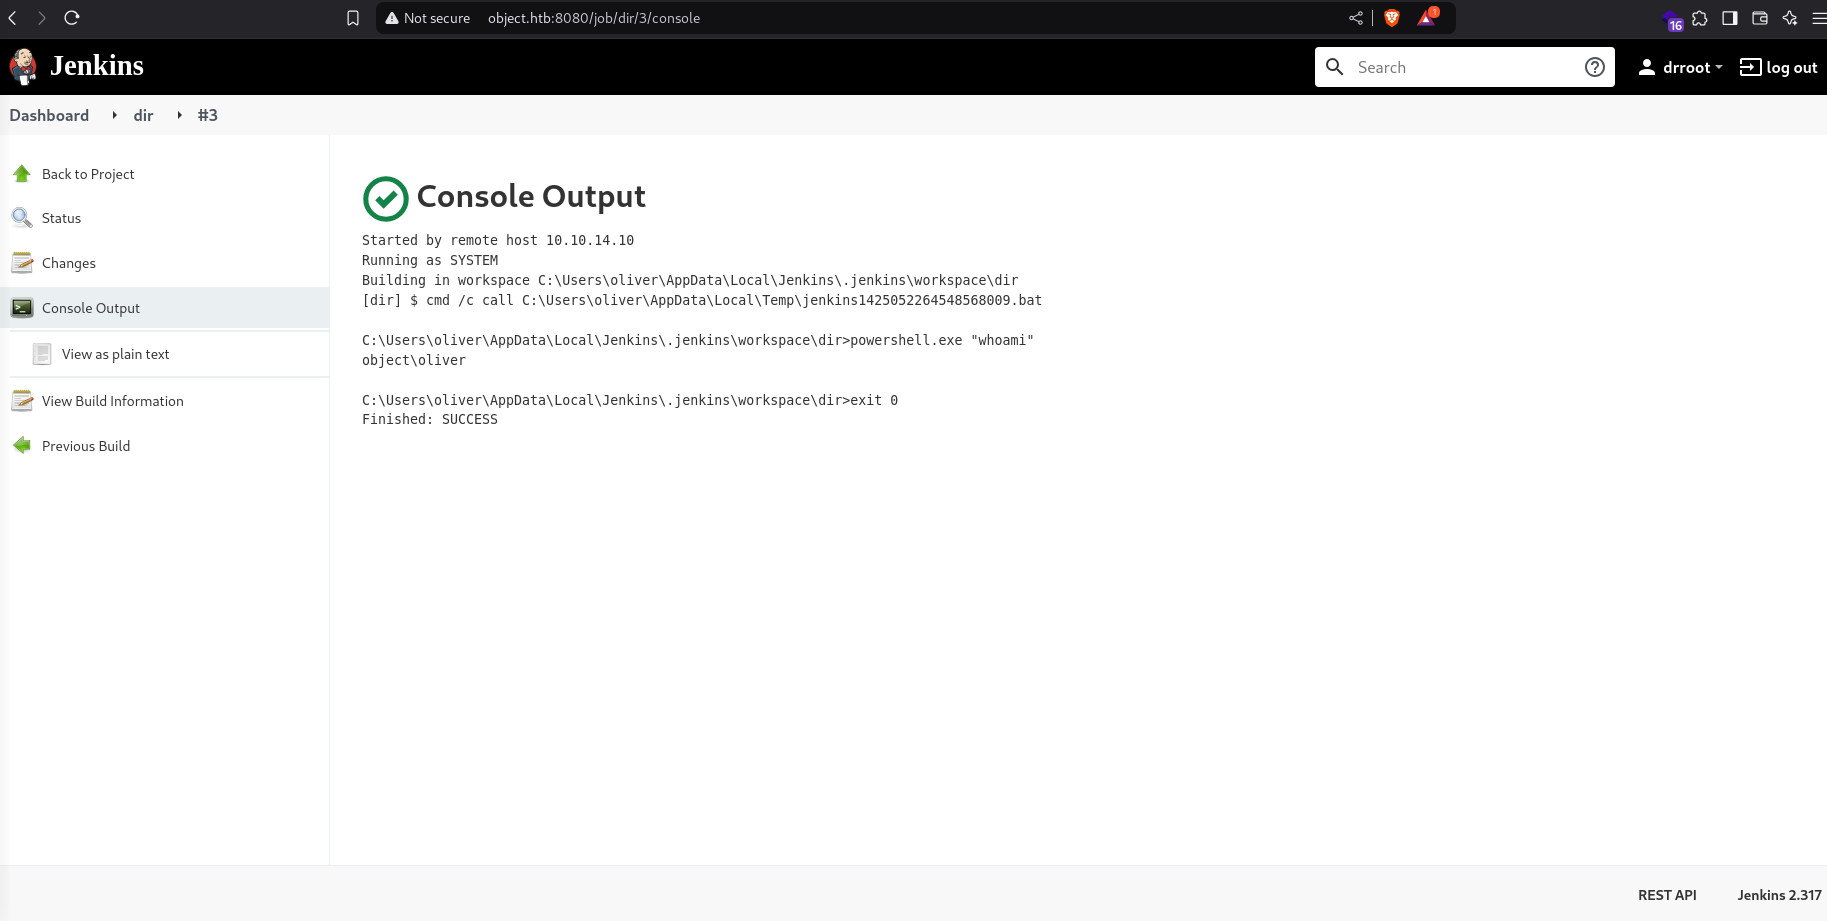 Not secure object.htb:8080/job/dir/3/console 1 16
Jenkins Search drroot log out
Dashboard dir #3
Back to Project
Status
Changes
Console Output
View as plain text
View Build Information
Previous Build
Console Output
Started by remote host 10.10.14.10
Running as SYSTEM
Building in workspace C:\Users\oliver\AppData\Local\Jenkins\.jenkins\workspace\dir
[dir] $ cmd /c call C:\Users\oliver\AppData\Local\Temp\jenkins1425052264548568009.bat
C:\Users\oliver\AppData\Local\Jenkins\.jenkins\workspace\dir>powershell.exe "whoami"
object\oliver
C:\Users\oliver\AppData\Local\Jenkins\.jenkins\workspace\dir>exit 0
Finished: SUCCESS
REST API Jenkins 2.317